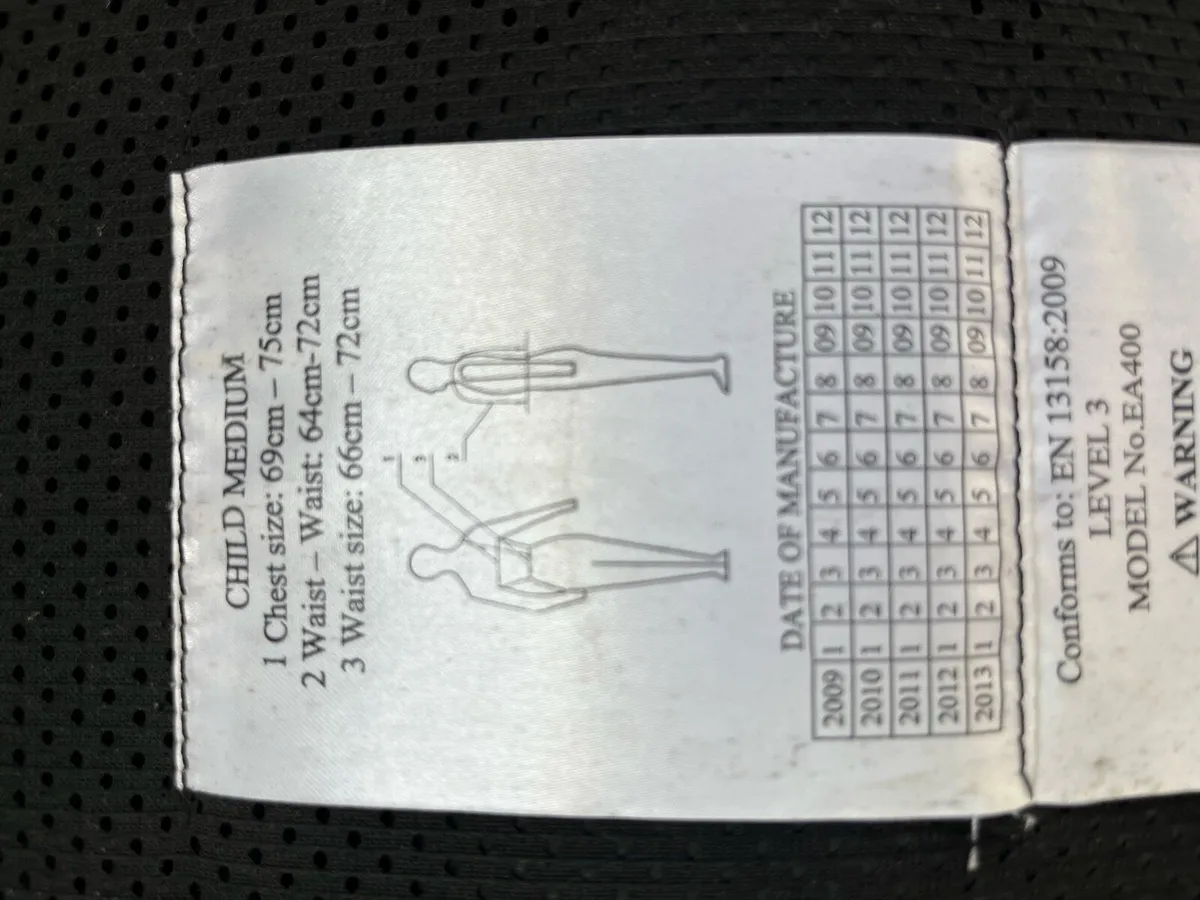 CHILD MEDIUM
1 Chest size: 69cm – 75cm
2 Waist – Waist: 64cm-72cm
3 Waist size: 66cm – 72cm
1
3
2
DATE OF MANUFACTURE
2009 1 2 3 4 5 6 7 8 09 10 11 12
2010 1 2 3 4 5 6 7 8 09 10 11 12
2011 1 2 3 4 5 6 7 8 09 10 11 12
2012 1 2 3 4 5 6 7 8 09 10 11 12
2013 1 2 3 4 5 6 7 8 09 10 11 12
Conforms to: EN 13158:2009
LEVEL 3
MODEL No.EA400
⚠ WARNING